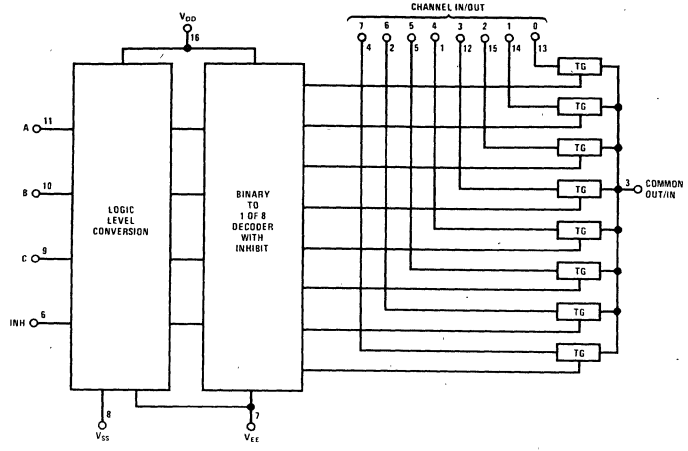 CHANNEL IN/OUT
V_DD
16
7 6 5 4 3 2 1 0
4 2 5 1 12 15 14 13
TG
TG
TG
TG
TG
TG
TG
TG
A 11
B 10
C 9
INH 6
LOGIC
LEVEL
CONVERSION
BINARY
TO
1 OF 8
DECODER
WITH
INHIBIT
3 COMMON
OUT/IN
8
V_SS
7
V_EE